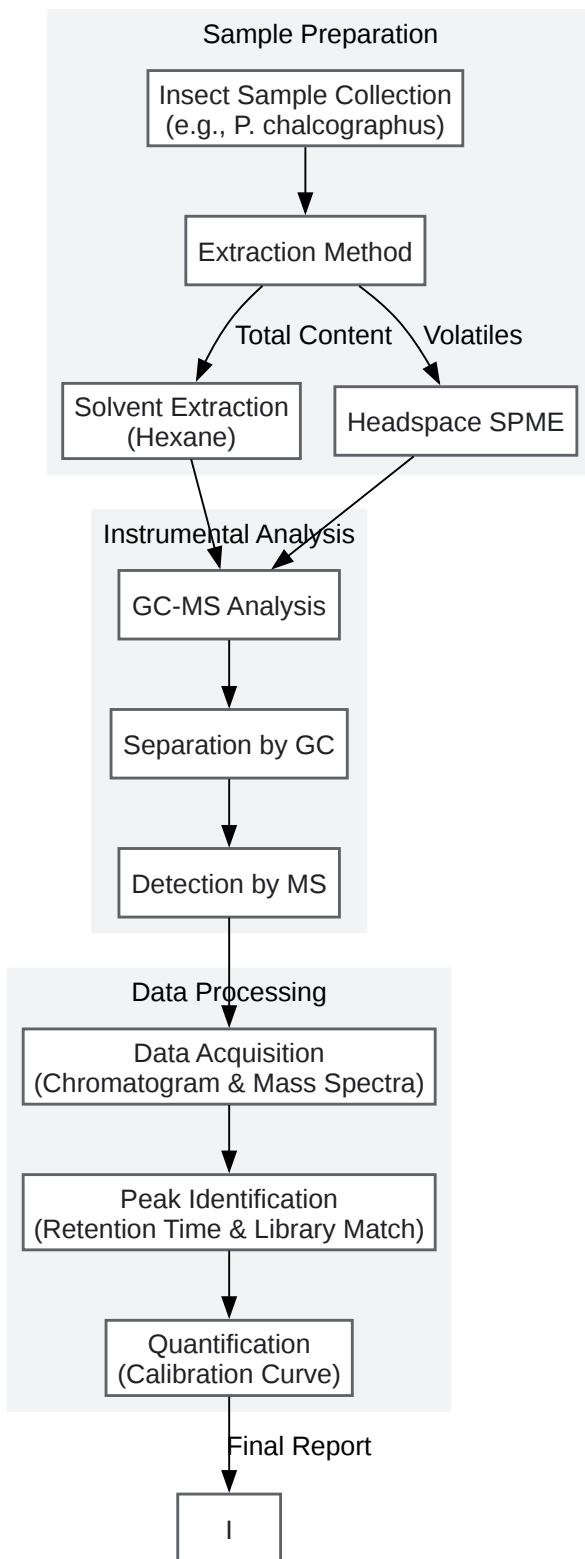 Sample Preparation
Insect Sample Collection
(e.g., P. chalcographus)
Extraction Method
Total Content
Volatiles
Solvent Extraction
(Hexane)
Headspace SPME
Instrumental Analysis
GC-MS Analysis
Separation by GC
Detection by MS
Data Processing
Data Acquisition
(Chromatogram & Mass Spectra)
Peak Identification
(Retention Time & Library Match)
Quantification
(Calibration Curve)
Final Report
I